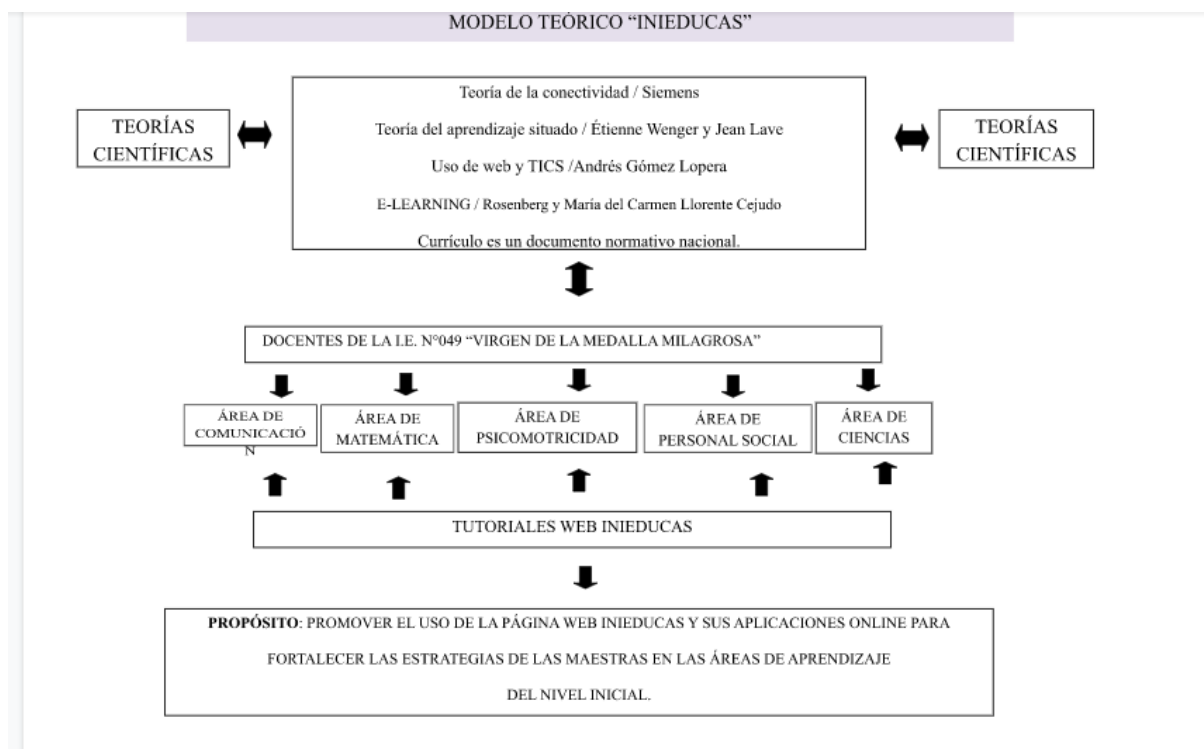 MODELO TEÓRICO “INIEDUCAS”
TEORÍAS
CIENTÍFICAS
Teoría de la conectividad / Siemens
Teoría del aprendizaje situado / Étienne Wenger y Jean Lave
Uso de web y TICS /Andrés Gómez Lopera
E-LEARNING / Rosenberg y María del Carmen Llorente Cejudo
Currículo es un documento normativo nacional.
TEORÍAS
CIENTÍFICAS
DOCENTES DE LA I.E. N°049 “VIRGEN DE LA MEDALLA MILAGROSA”
ÁREA DE
COMUNICACIÓ
N
ÁREA DE
MATEMÁTICA
ÁREA DE
PSICOMOTRICIDAD
ÁREA DE
PERSONAL SOCIAL
ÁREA DE
CIENCIAS
TUTORIALES WEB INIEDUCAS
PROPÓSITO: PROMOVER EL USO DE LA PÁGINA WEB INIEDUCAS Y SUS APLICACIONES ONLINE PARA
FORTALECER LAS ESTRATEGIAS DE LAS MAESTRAS EN LAS ÁREAS DE APRENDIZAJE
DEL NIVEL INICIAL.